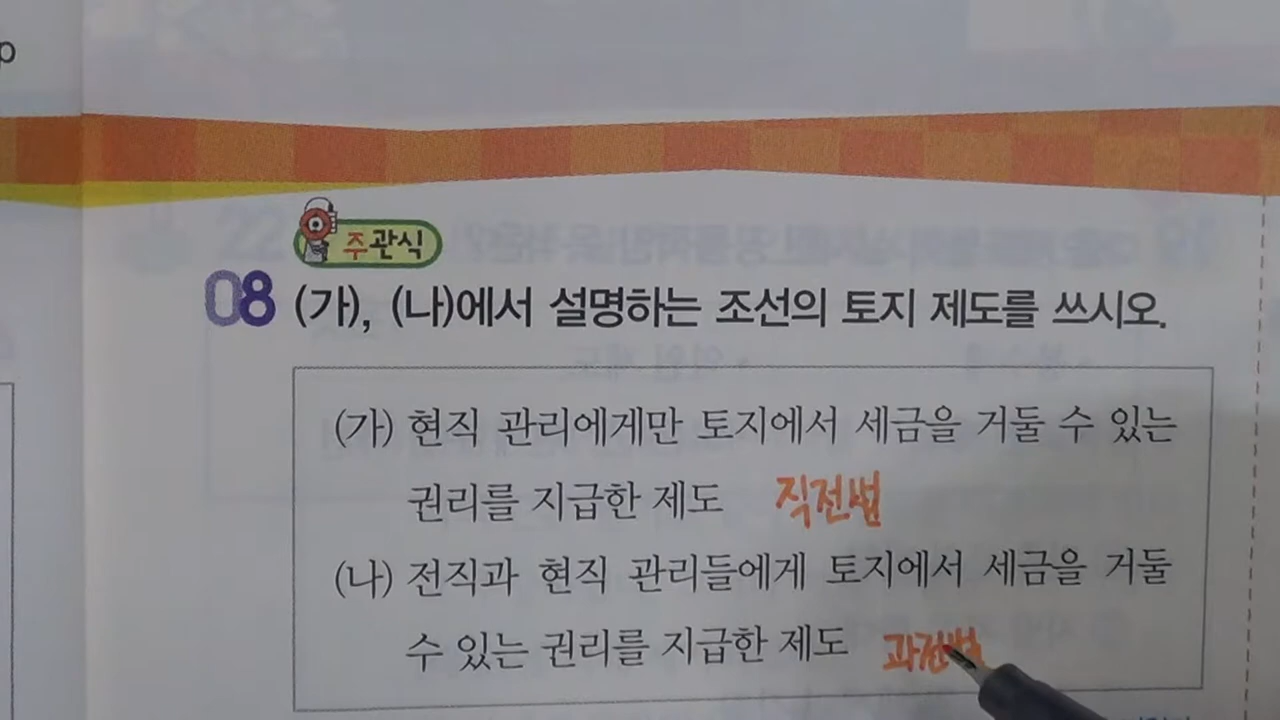 p
주관식
08 (가), (나)에서 설명하는 조선의 토지 제도를 쓰시오.
(가) 현직 관리에게만 토지에서 세금을 거둘 수 있는
권리를 지급한 제도 직전법
(나) 전직과 현직 관리들에게 토지에서 세금을 거둘
수 있는 권리를 지급한 제도 과전법